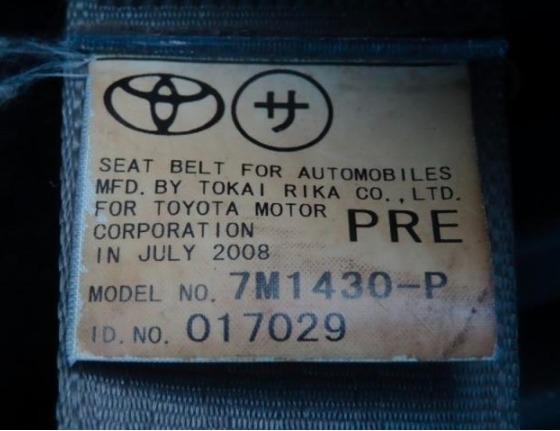 サ
SEAT BELT FOR AUTOMOBILES
MFD. BY TOKAI RIKA CO., LTD.
FOR TOYOTA MOTOR
CORPORATION PRE
IN JULY 2008
MODEL NO. 7M1430-P
ID. NO. 017029